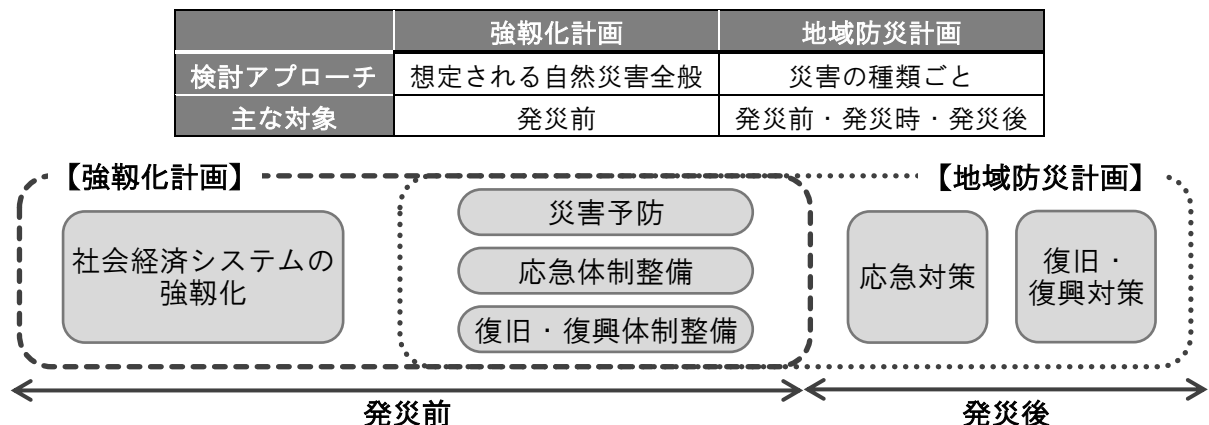 強靱化計画 地域防災計画
検討アプローチ 想定される自然災害全般 災害の種類ごと
主な対象 発災前 発災前・発災時・発災後
【強靱化計画】 【地域防災計画】
社会経済システムの
強靱化
災害予防
応急体制整備
復旧・復興体制整備
応急対策
復旧・
復興対策
発災前 発災後